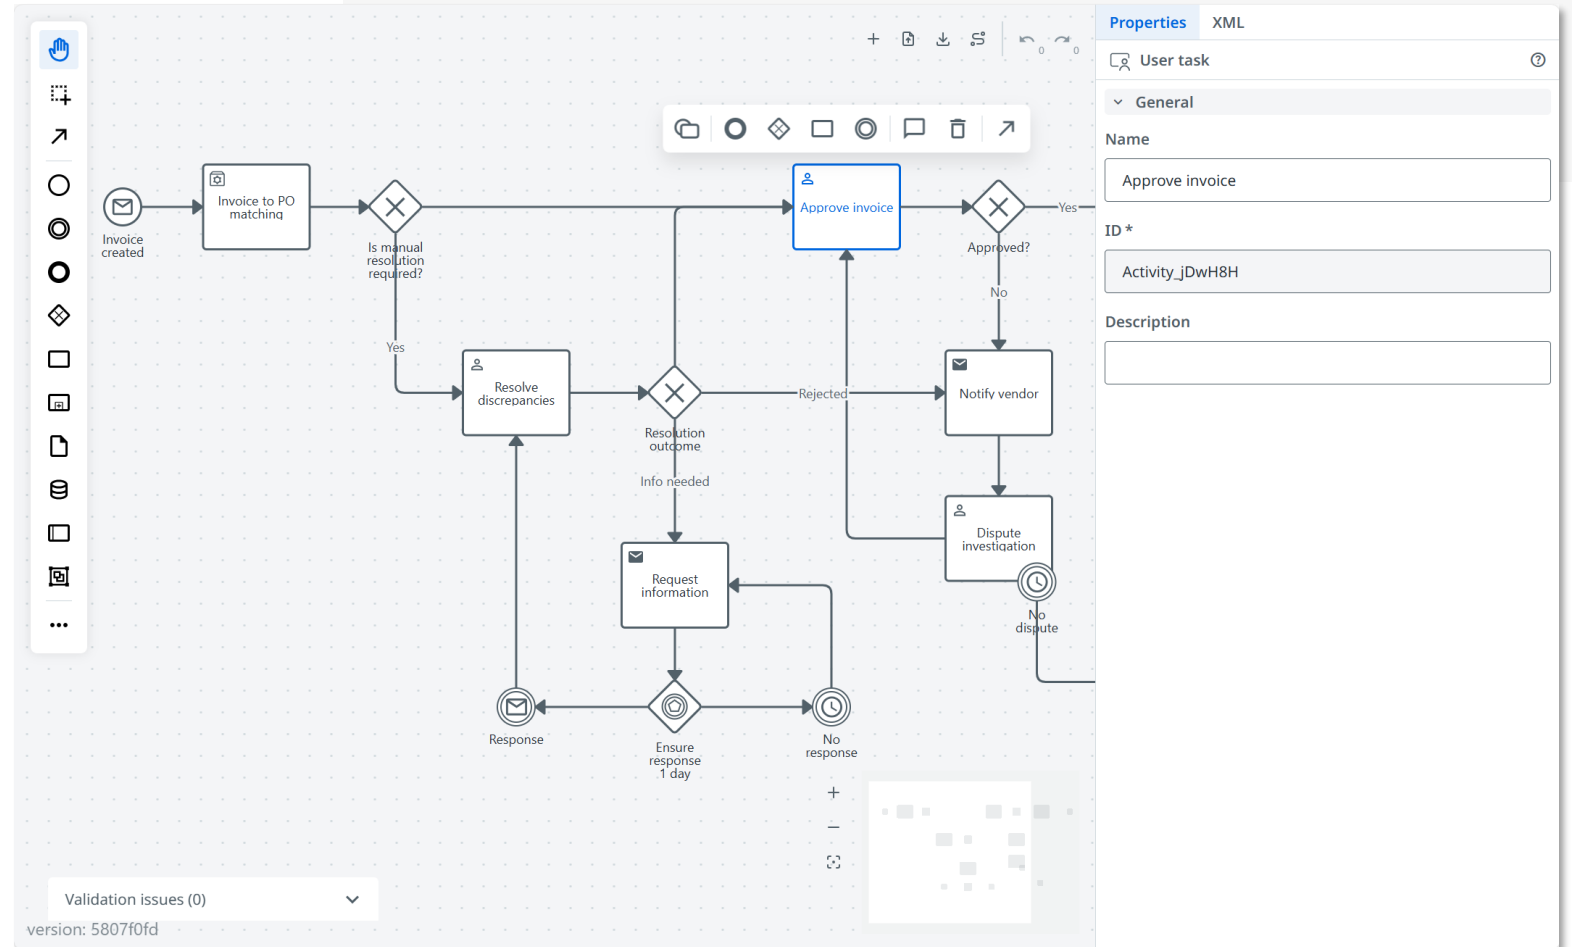 Properties
XML
User task
General
Name
Approve invoice
ID *
Activity_jDwH8H
Description
0
0
Invoice
created
Invoice to PO
matching
Is manual
resolution
required?
Approve invoice
Approved?
Yes
No
Yes
Resolve
discrepancies
Resolution
outcome
Rejected
Notify vendor
Info needed
Request
information
Dispute
investigation
No
dispute
Response
Ensure
response
1 day
No
response
Validation issues (0)
version: 5807f0fd